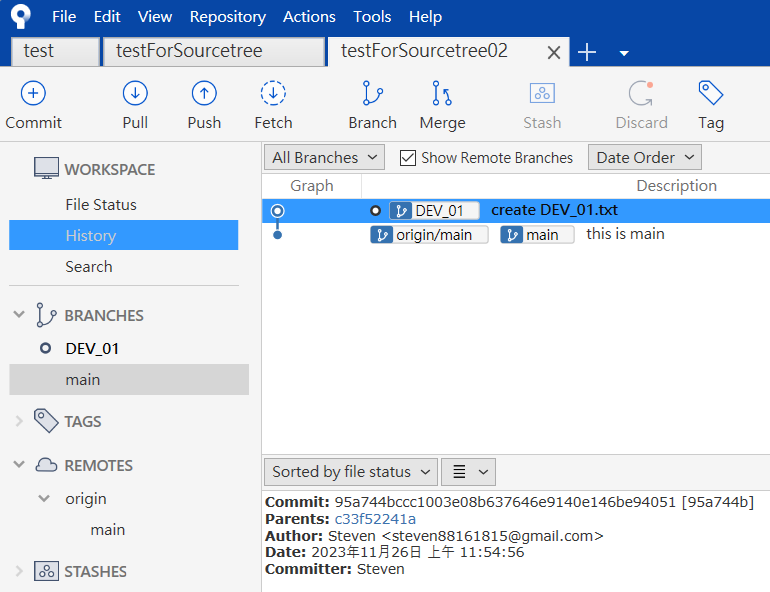 File Edit View Repository Actions Tools Help
test testForSourcetree testForSourcetree02
Commit Pull Push Fetch Branch Merge Stash Discard Tag
WORKSPACE
File Status
History
Search
BRANCHES
DEV_01
main
TAGS
REMOTES
origin
main
STASHES
All Branches Show Remote Branches Date Order
Graph Description
DEV_01 create DEV_01.txt
origin/main main this is main
Sorted by file status
Commit: 95a744bccc1003e08b637646e9140e146be94051 [95a744b]
Parents: c33f52241a
Author: Steven <steven88161815@gmail.com>
Date: 2023年11月26日 上午 11:54:56
Committer: Steven